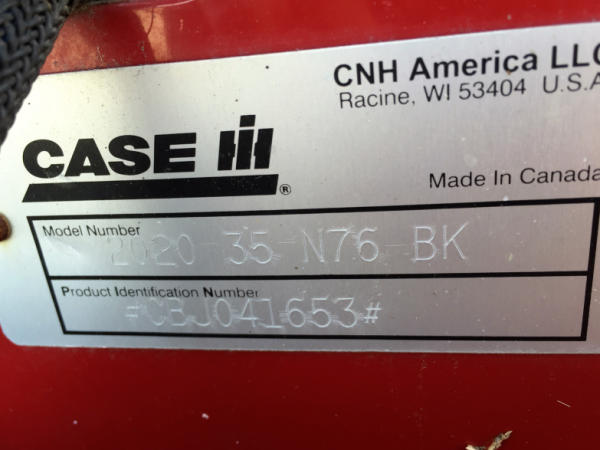 CNH America LLC
Racine, WI 53404 U.S.A
CASE IH
®
Made In Canada
Model Number
2020-35-N76-BK
Product Identification Number
#CBJ041653#